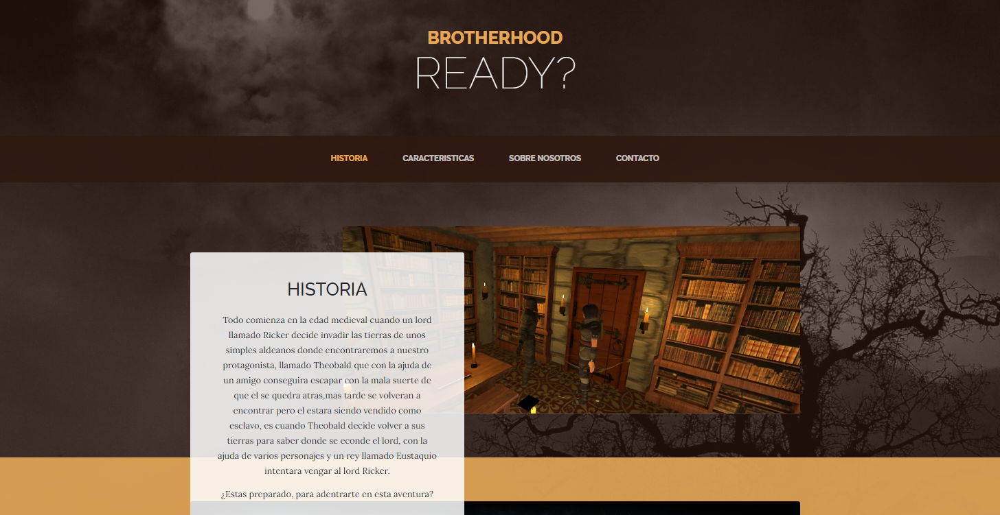 BROTHERHOOD
READY?
HISTORIA CARACTERISTICAS SOBRE NOSOTROS CONTACTO
HISTORIA
Todo comienza en la edad medieval cuando un lord
llamado Ricker decide invadir las tierras de unos
simples aldeanos donde encontraremos a nuestro
protagonista, llamado Theobald que con la ayuda de
un amigo conseguira escapar con la mala suerte de
que el se quedra atras,mas tarde se volveran a
encontrar pero el estara siendo vendido como
esclavo, es cuando Theobald decide volver a sus
tierras para saber donde se econde el lord, con la
ajuda de varios personajes y un rey llamado Eustaquio
intentara vengar al lord Ricker.
¿Estas preparado, para adentrarte en esta aventura?